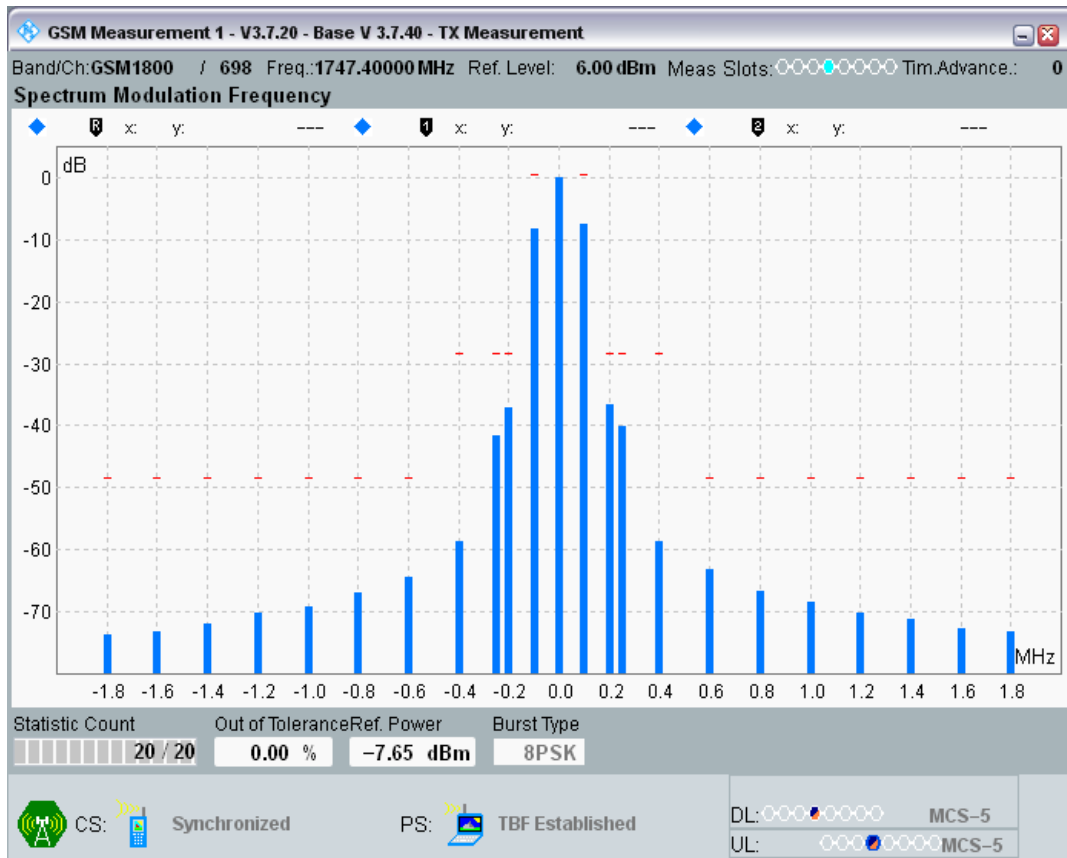 GSM Measurement 1 - V3.7.20 - Base V 3.7.40 - TX Measurement
Band/Ch:GSM1800 / 698 Freq.:1747.40000 MHz Ref. Level: 6.00 dBm Meas Slots: Tim.Advance.: 0
Spectrum Modulation Frequency
R x: y: --- 1 x: y: --- 2 x: y: ---
dB
0
-10
-20
-30
-40
-50
-60
-70
MHz
-1.8 -1.6 -1.4 -1.2 -1.0 -0.8 -0.6 -0.4 -0.2 0.0 0.2 0.4 0.6 0.8 1.0 1.2 1.4 1.6 1.8
Statistic Count Out of Tolerance Ref. Power Burst Type
20 / 20 0.00 % −7.65 dBm 8PSK
CS: Synchronized PS: TBF Established
DL: MCS−5
UL: MCS−5